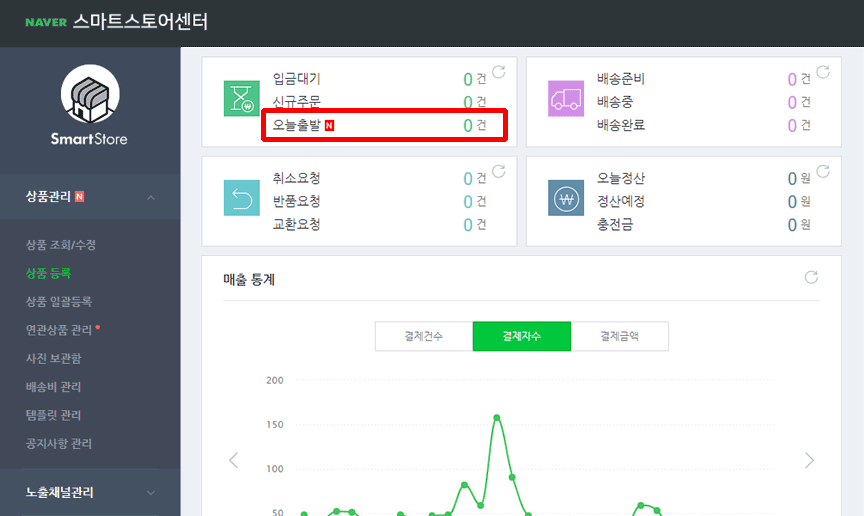 NAVER 스마트스토어센터
SmartStore
상품관리 N
상품 조회/수정
상품 등록
상품 일괄등록
연관상품 관리
사진 보관함
배송비 관리
템플릿 관리
공지사항 관리
노출채널관리
입금대기 0 건
신규주문 0 건
오늘출발 N 0 건
배송준비 0 건
배송중 0 건
배송완료 0 건
취소요청 0 건
반품요청 0 건
교환요청 0 건
오늘정산 0 원
정산예정 0 원
충전금 0 원
매출 통계
결제건수 결제자수 결제금액
200
150
100
50